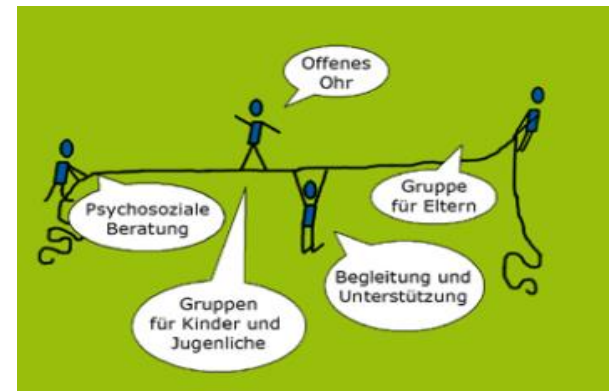 Offenes
Ohr
Psychosoziale
Beratung
Gruppe
für Eltern
Gruppen
für Kinder und
Jugenliche
Begleitung und
Unterstützung